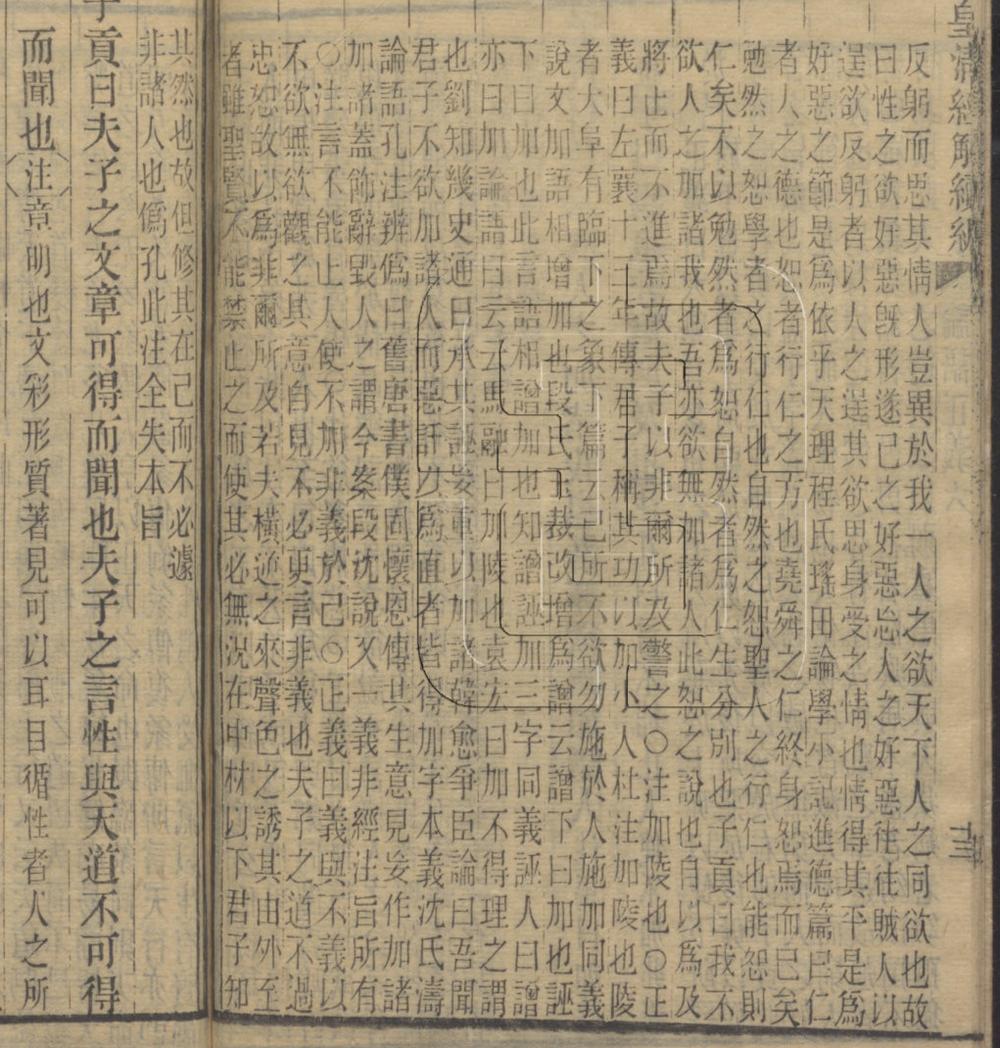 皇清經解續編
反躬而思其情人豈異於我一人之欲天下人之同欲也故
曰性之欲好惡旣形遂己之好惡忘人之好惡往往賊人以
逞欲反躬者以人之逞其欲思身受之情也情得其平是爲
好惡之節是爲依乎天理程氏瑤田論學小記進德篇曰仁
者人之德也恕者行仁之方也堯舜之仁終身恕焉而已矣
勉然之恕學者之行仁也自然之恕聖人之行仁也能恕則
仁矣不以勉然者爲恕自然者爲仁生分別也子貢曰我不
欲人之加諸我也吾亦欲無加諸人此恕之說也自以爲及
將止而不進焉故夫子以非爾所及警之○注加陵也○正
義曰左襄十三年傳君子稱其功以加小人杜注加陵也陵
者大阜有臨下之象下篇云己所不欲勿施於人施加同義
說文加語相增加也段氏玉裁改增爲譄云譄下曰加也誣
下曰加也此言語相譄加也知譄誣加三字同義誣人曰譄
亦曰加論語曰云云馬融曰加陵也袁宏曰加不得理之謂
也劉知幾史通曰承其誣妄重以加諸韓愈爭臣論曰吾聞
君子不欲加諸人而惡訐以爲直者皆得加字本義沈氏濤
論語孔注辨僞曰舊唐書僕固懷恩傳共生意見妄作加諸
加諸蓋飾辭毀人之謂今案段沈說又一義非經注旨所有
○注言不能止人使不加非義於己○正義曰義與不義以
不欲無欲觀之其意自見不必更言非義也夫子之道不過
忠恕故以爲非爾所及若夫橫逆之來聲色之誘其由外至
者雖聖賢不能禁止之而使其必無況在中材以下君子知
其然也故但修其在己而不必遽
非諸人也僞孔此注全失本旨
子貢曰夫子之文章可得而聞也夫子之言性與天道不可得
而聞也注章明也文彩形質著見可以耳目循性者人之所